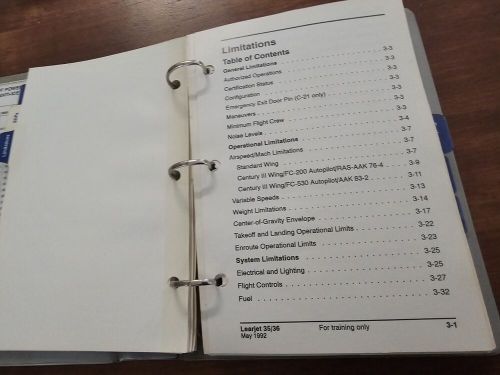 Limitations
Table of Contents
General Limitations . . . . . . . . . . 3-3
Authorized Operations . . . . . . . . . . 3-3
Certification Status . . . . . . . . . . 3-3
Configuration . . . . . . . . . . 3-3
Emergency Exit Door Pin (C-21 only) . . . . . . . . . . 3-3
Maneuvers . . . . . . . . . . 3-3
Minimum Flight Crew . . . . . . . . . . 3-3
Noise Levels . . . . . . . . . . 3-4
Operational Limitations . . . . . . . . . . 3-7
Airspeed/Mach Limitations . . . . . . . . . . 3-7
Standard Wing . . . . . . . . . . 3-7
Century III Wing/FC-200 Autopilot/RAS-AAK 76-4 . . 3-9
Century III Wing/FC-530 Autopilot/AAK 83-2 . . . . 3-11
Variable Speeds . . . . . . . . . . 3-13
Weight Limitations . . . . . . . . . . 3-14
Center-of-Gravity Envelope . . . . . . . . . . 3-17
Takeoff and Landing Operational Limits . . . . . . . . . . 3-22
Enroute Operational Limits . . . . . . . . . . 3-23
System Limitations . . . . . . . . . . 3-25
Electrical and Lighting . . . . . . . . . . 3-25
Flight Controls . . . . . . . . . . 3-27
Fuel . . . . . . . . . . 3-32
Learjet 35/36 For training only 3-1
May 1992